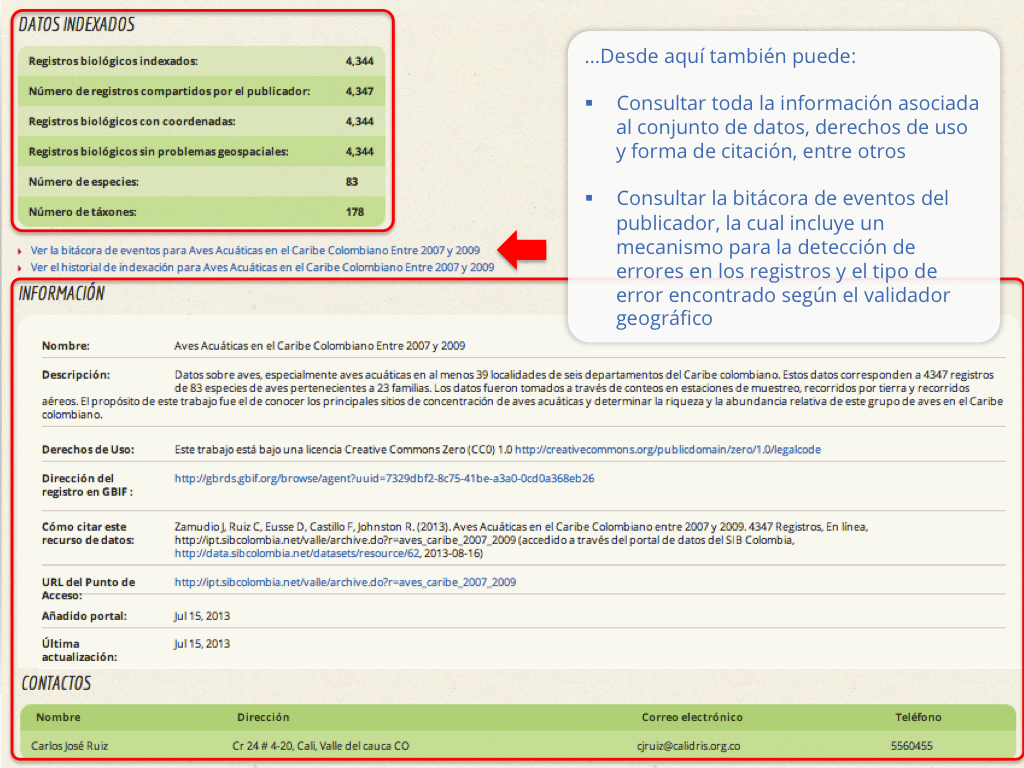 DATOS INDEXADOS
Registros biológicos indexados: 4,344
Número de registros compartidos por el publicador: 4,347
Registros biológicos con coordenadas: 4,344
Registros biológicos sin problemas geospaciales: 4,344
Número de especies: 83
Número de táxones: 178
Ver la bitácora de eventos para Aves Acuáticas en el Caribe Colombiano Entre 2007 y 2009
Ver el historial de indexación para Aves Acuáticas en el Caribe Colombiano Entre 2007 y 2009
...Desde aquí también puede:
▪ Consultar toda la información asociada
al conjunto de datos, derechos de uso
y forma de citación, entre otros
▪ Consultar la bitácora de eventos del
publicador, la cual incluye un
mecanismo para la detección de
errores en los registros y el tipo de
error encontrado según el validador
geográfico
INFORMACIÓN
Nombre: Aves Acuáticas en el Caribe Colombiano Entre 2007 y 2009
Descripción: Datos sobre aves, especialmente aves acuáticas en al menos 39 localidades de seis departamentos del Caribe colombiano. Estos datos corresponden a 4347 registros
de 83 especies de aves pertenecientes a 23 familias. Los datos fueron tomados a través de conteos en estaciones de muestreo, recorridos por tierra y recorridos
aéreos. El propósito de este trabajo fue el de conocer los principales sitios de concentración de aves acuáticas y determinar la riqueza y la abundancia relativa de este grupo de aves en el Caribe
colombiano.
Derechos de Uso: Este trabajo está bajo una licencia Creative Commons Zero (CC0) 1.0 http://creativecommons.org/publicdomain/zero/1.0/legalcode
Dirección del registro en GBIF : http://gbrds.gbif.org/browse/agent?uuid=7329dbf2-8c75-41be-a3a0-0cd0a368eb26
Cómo citar este recurso de datos: Zamudio J, Ruiz C, Eusse D, Castillo F, Johnston R. (2013). Aves Acuáticas en el Caribe Colombiano entre 2007 y 2009. 4347 Registros, En línea,
http://ipt.sibcolombia.net/valle/archive.do?r=aves_caribe_2007_2009 (accedido a través del portal de datos del SIB Colombia,
http://data.sibcolombia.net/datasets/resource/62, 2013-08-16)
URL del Punto de Acceso: http://ipt.sibcolombia.net/valle/archive.do?r=aves_caribe_2007_2009
Añadido portal: Jul 15, 2013
Última actualización: Jul 15, 2013
CONTACTOS
Nombre Dirección Correo electrónico Teléfono
Carlos José Ruiz Cr 24 # 4-20, Cali, Valle del cauca CO cjruiz@calidris.org.co 5560455